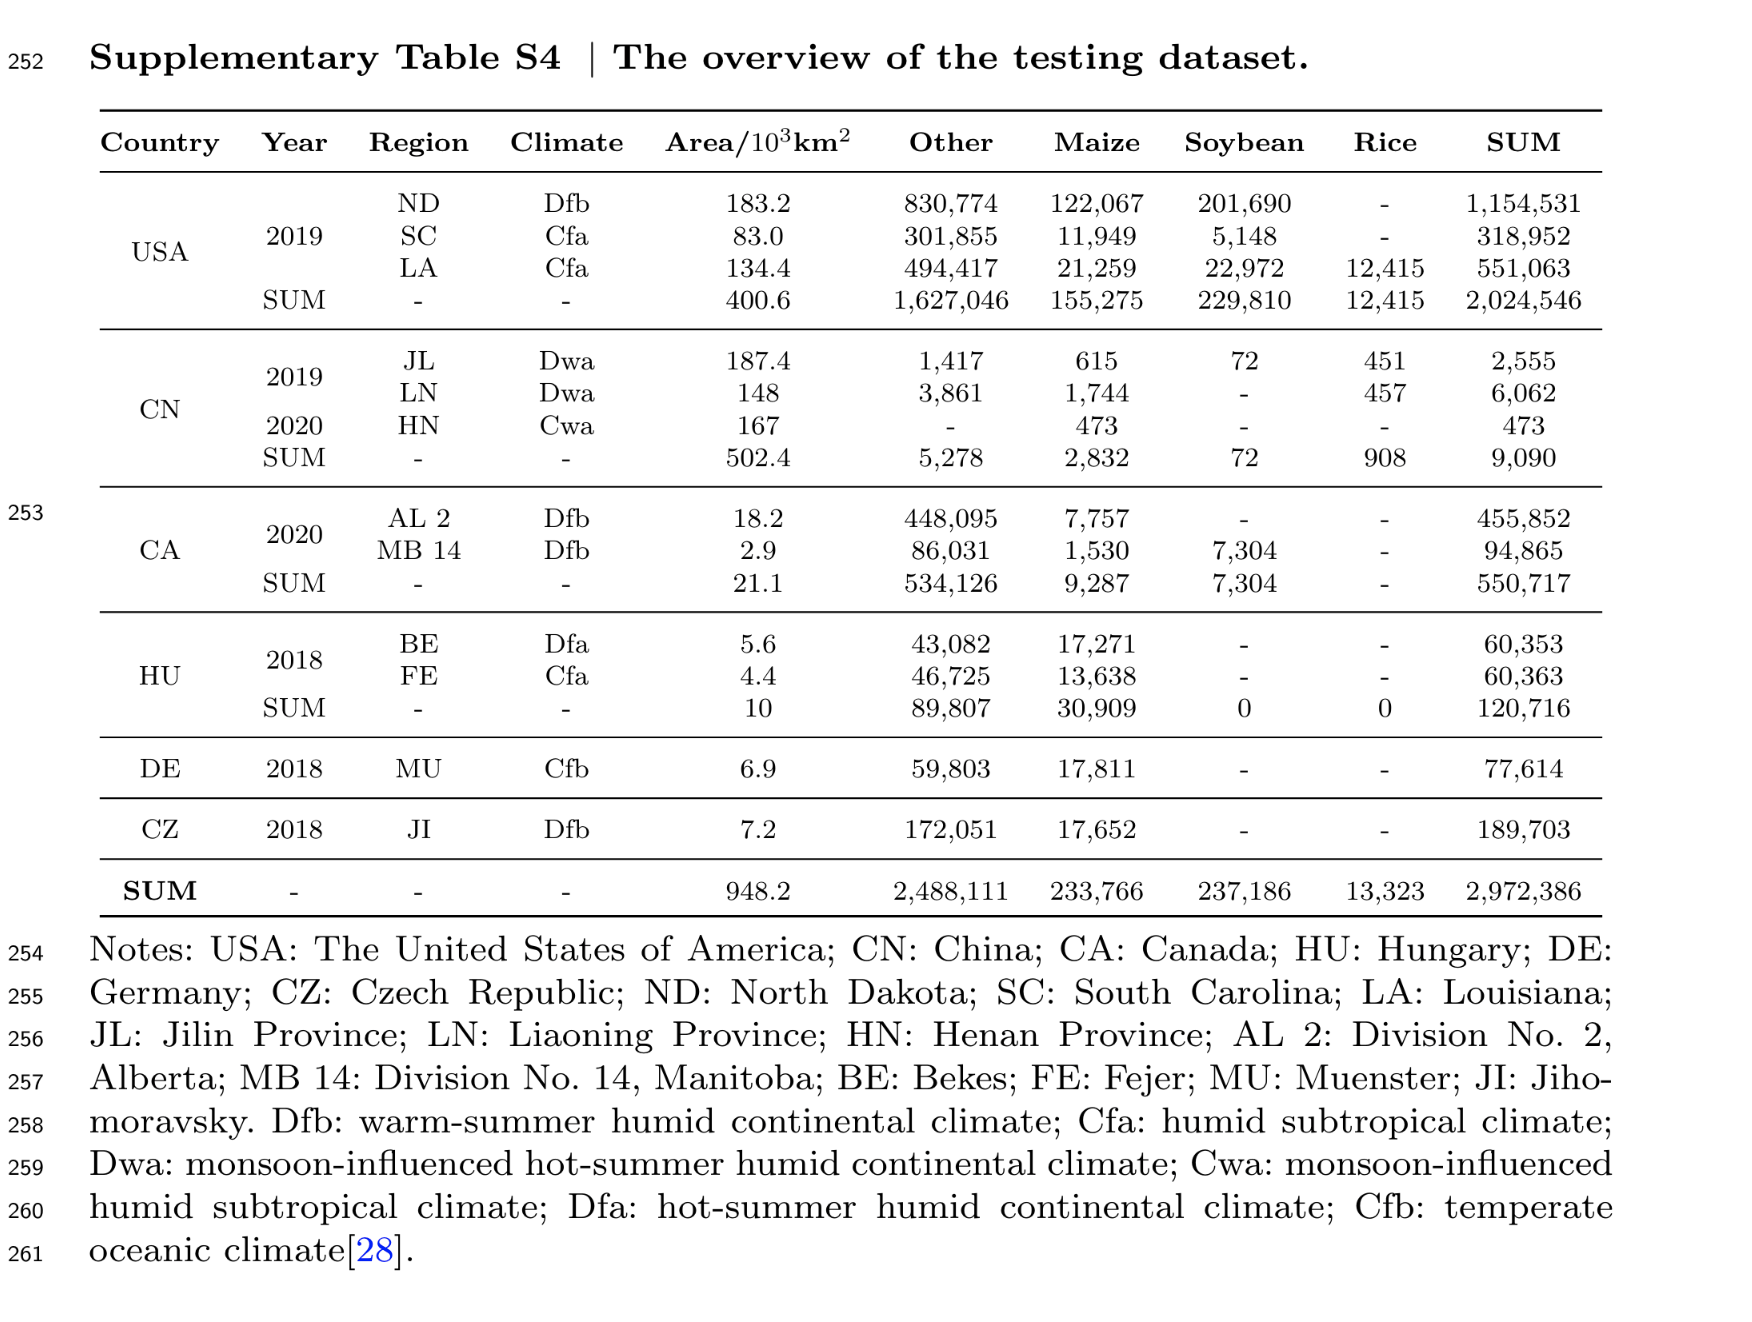 252 Supplementary Table S4 | The overview of the testing dataset.
Country Year Region Climate Area/10³km² Other Maize Soybean Rice SUM
ND Dfb 183.2 830,774 122,067 201,690 - 1,154,531
USA 2019 SC Cfa 83.0 301,855 11,949 5,148 - 318,952
LA Cfa 134.4 494,417 21,259 22,972 12,415 551,063
SUM - - 400.6 1,627,046 155,275 229,810 12,415 2,024,546
CN 2019 JL Dwa 187.4 1,417 615 72 451 2,555
LN Dwa 148 3,861 1,744 - 457 6,062
2020 HN Cwa 167 - 473 - - 473
SUM - - 502.4 5,278 2,832 72 908 9,090
253
CA 2020 AL 2 Dfb 18.2 448,095 7,757 - - 455,852
MB 14 Dfb 2.9 86,031 1,530 7,304 - 94,865
SUM - - 21.1 534,126 9,287 7,304 - 550,717
HU 2018 BE Dfa 5.6 43,082 17,271 - - 60,353
FE Cfa 4.4 46,725 13,638 - - 60,363
SUM - - 10 89,807 30,909 0 0 120,716
DE 2018 MU Cfb 6.9 59,803 17,811 - - 77,614
CZ 2018 JI Dfb 7.2 172,051 17,652 - - 189,703
SUM - - - 948.2 2,488,111 233,766 237,186 13,323 2,972,386
254 Notes: USA: The United States of America; CN: China; CA: Canada; HU: Hungary; DE:
255 Germany; CZ: Czech Republic; ND: North Dakota; SC: South Carolina; LA: Louisiana;
256 JL: Jilin Province; LN: Liaoning Province; HN: Henan Province; AL 2: Division No. 2,
257 Alberta; MB 14: Division No. 14, Manitoba; BE: Bekes; FE: Fejer; MU: Muenster; JI: Jiho-
258 moravsky. Dfb: warm-summer humid continental climate; Cfa: humid subtropical climate;
259 Dwa: monsoon-influenced hot-summer humid continental climate; Cwa: monsoon-influenced
260 humid subtropical climate; Dfa: hot-summer humid continental climate; Cfb: temperate
261 oceanic climate[28].